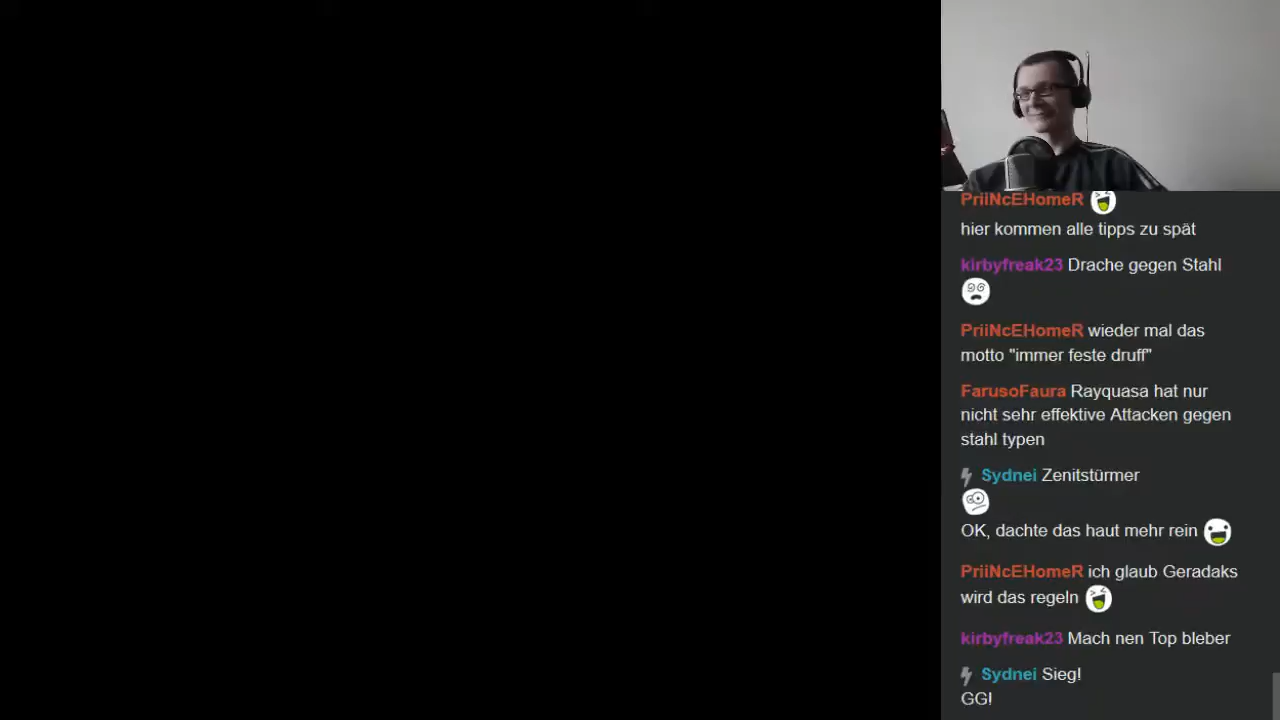 PriiNcEHomeR
hier kommen alle tipps zu spät
kirbyfreak23 Drache gegen Stahl
PriiNcEHomeR wieder mal das
motto "immer feste druff"
FarusoFaura Rayquasa hat nur
nicht sehr effektive Attacken gegen
stahl typen
Sydnei Zenitstürmer
OK, dachte das haut mehr rein
PriiNcEHomeR ich glaub Geradaks
wird das regeln
kirbyfreak23 Mach nen Top bleber
Sydnei Sieg!
GG!